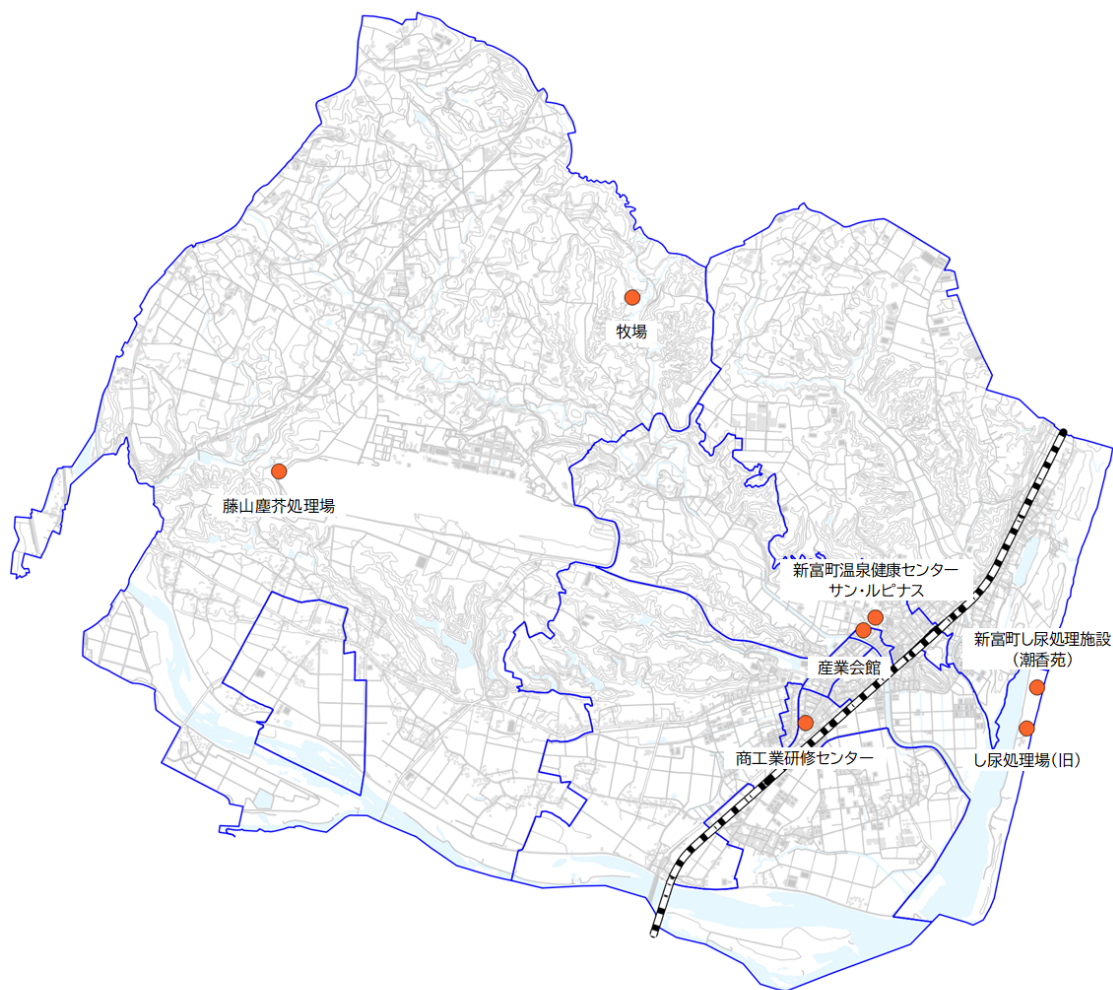 牧場
藤山塵芥処理場
新富町温泉健康センター
サン・ルピナス
新富町し尿処理施設
(潮香苑)
産業会館
商工業研修センター
し尿処理場(旧)